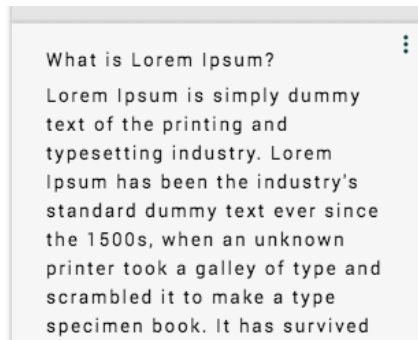 What is Lorem Ipsum?
Lorem Ipsum is simply dummy
text of the printing and
typesetting industry. Lorem
Ipsum has been the industry's
standard dummy text ever since
the 1500s, when an unknown
printer took a galley of type and
scrambled it to make a type
specimen book. It has survived